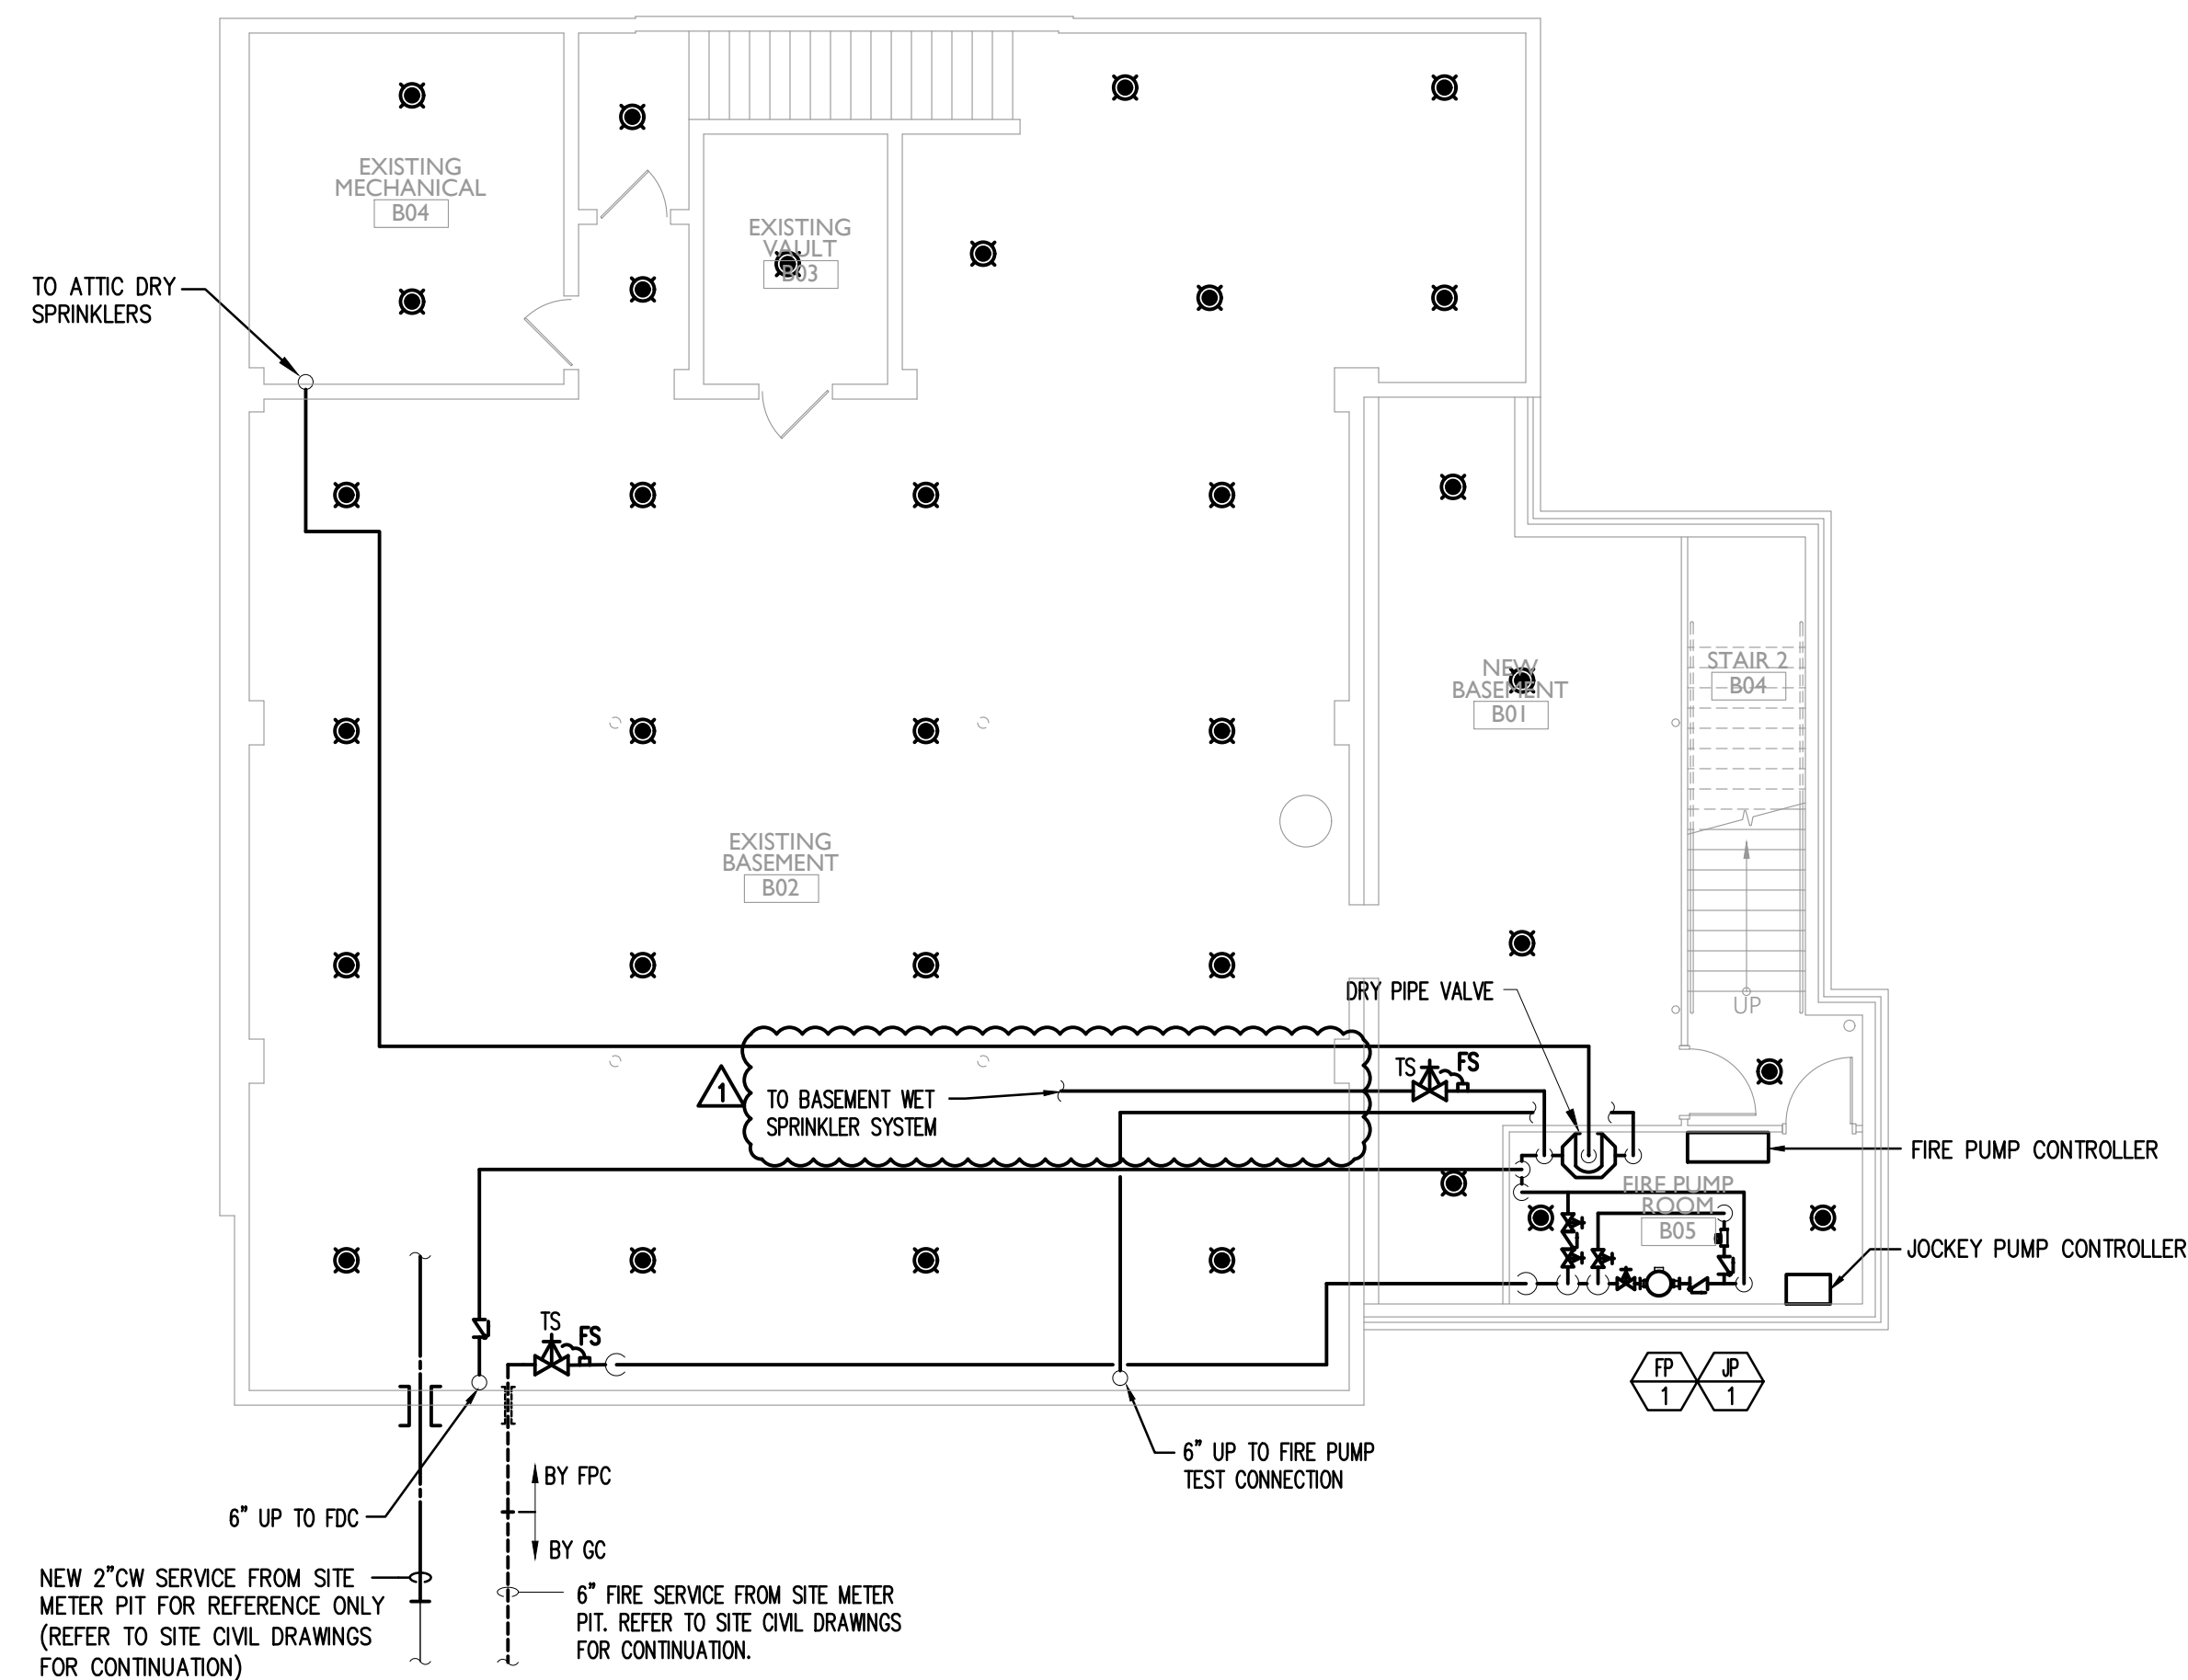 EXISTING
MECHANICAL
B04
EXISTING
VAULT
B03
TO ATTIC DRY
SPRINKLERS
NEW
BASEMENT
B01
STAIR 2
B04
EXISTING
BASEMENT
B02
UP
DRY PIPE VALVE
TS
FS
1
TO BASEMENT WET
SPRINKLER SYSTEM
FIRE PUMP CONTROLLER
FIRE PUMP
ROOM
B05
JOCKEY PUMP CONTROLLER
TS
FS
FP
1
JP
1
6" UP TO FIRE PUMP
TEST CONNECTION
BY FPC
6" UP TO FDC
BY GC
NEW 2"CW SERVICE FROM SITE
METER PIT FOR REFERENCE ONLY
(REFER TO SITE CIVIL DRAWINGS
FOR CONTINUATION)
6" FIRE SERVICE FROM SITE METER
PIT. REFER TO SITE CIVIL DRAWINGS
FOR CONTINUATION.